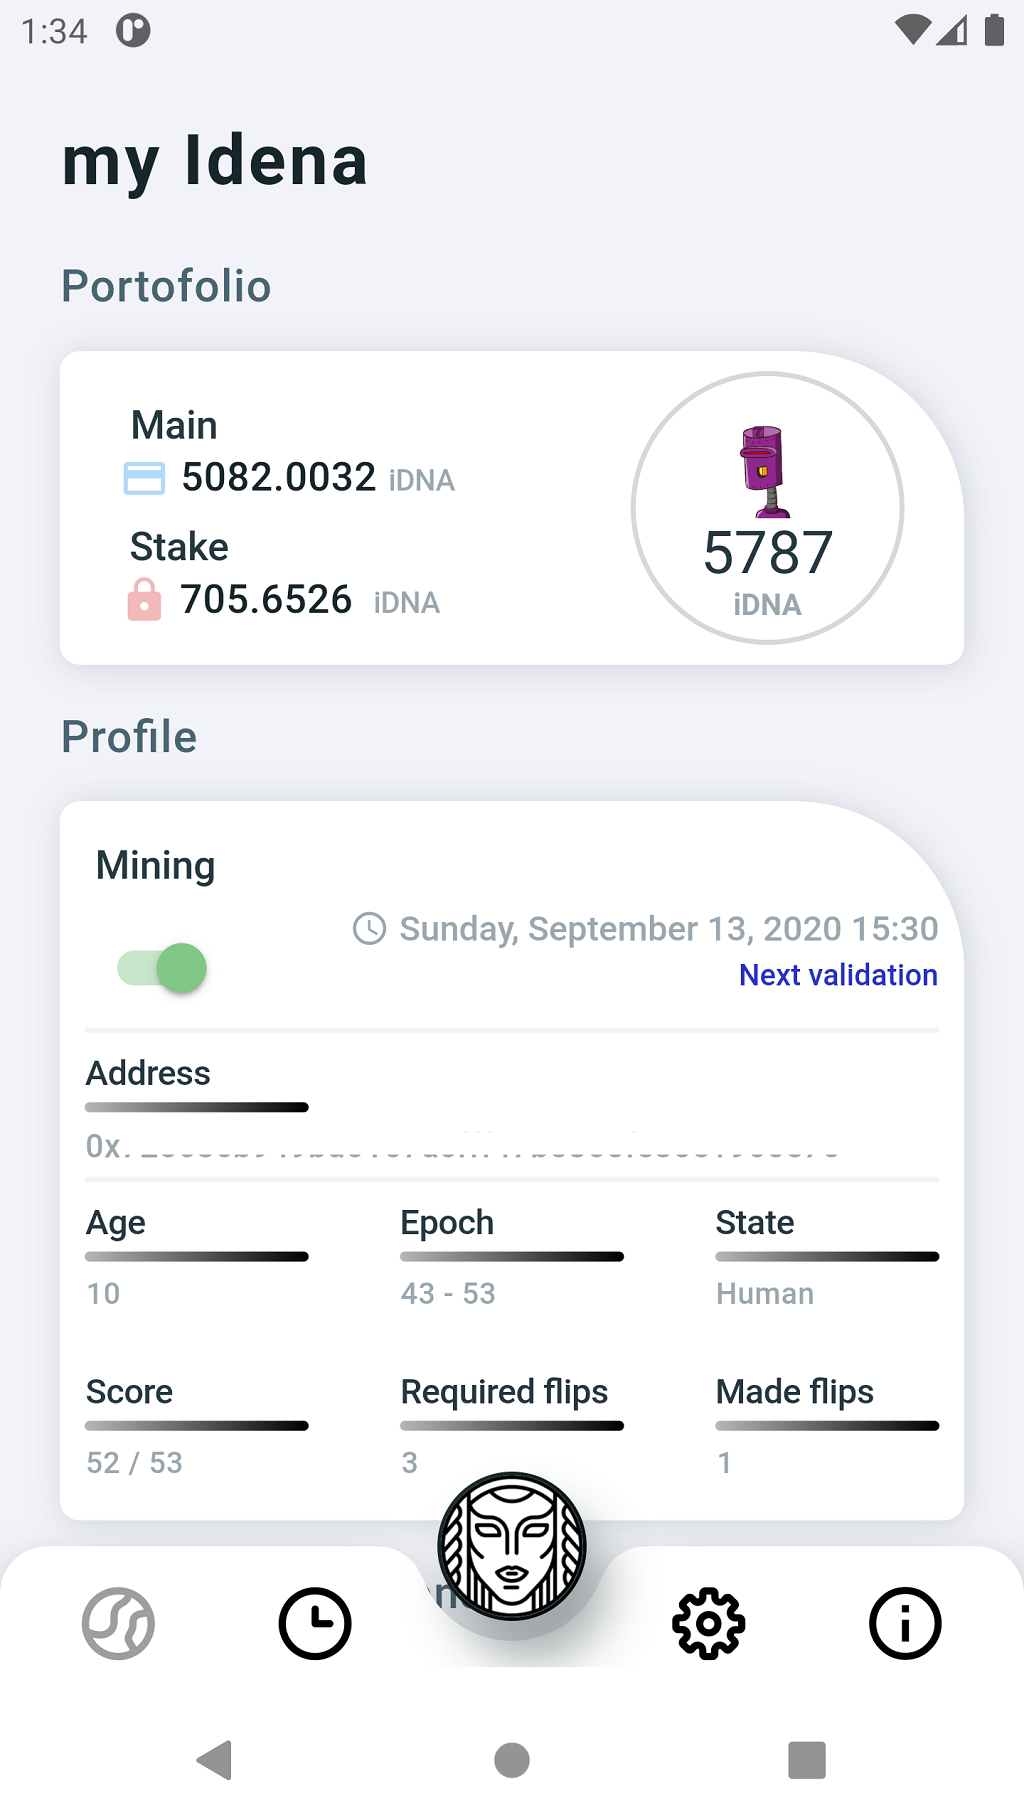 1:34
my Idena
Portofolio
Main
5082.0032 iDNA
Stake
705.6526 iDNA
5787
iDNA
Profile
Mining
Sunday, September 13, 2020 15:30
Next validation
Address
0x
Age Epoch State
10 43 - 53 Human
Score Required flips Made flips
52 / 53 3 1